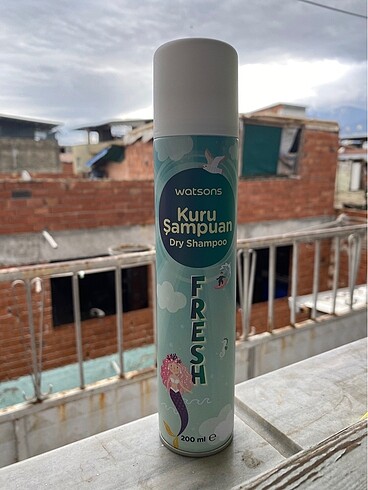 watsons
Kuru
Şampuan
Dry Shampoo
FRESH
200 ml ℮